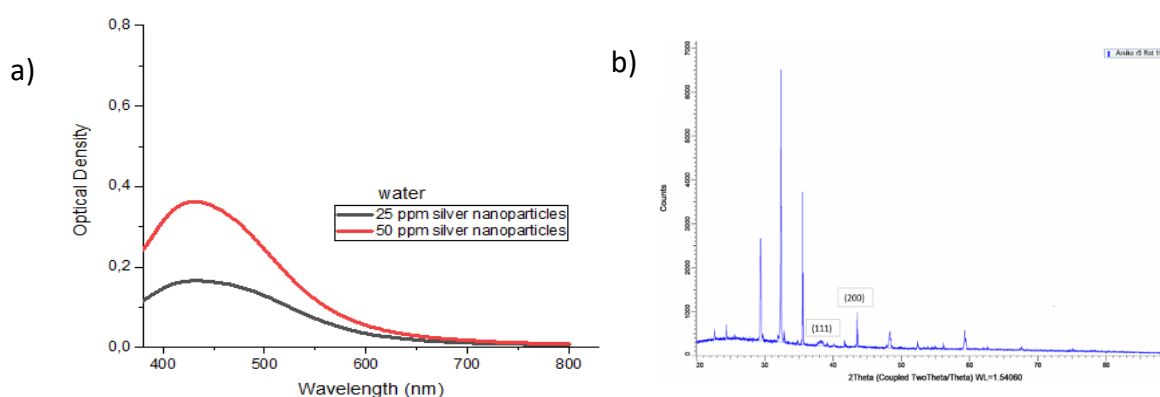 a)
0,8
0,6
0,4
0,2
0,0
Optical Density
water
25 ppm silver nanoparticles
50 ppm silver nanoparticles
400 500 600 700 800
Wavelength (nm)
b)
7000
6000
5000
4000
3000
2000
1000
0
Counts
(111)
(200)
20 30 40 50 60 70 80
2Theta (Coupled TwoTheta/Theta) WL=1.54060